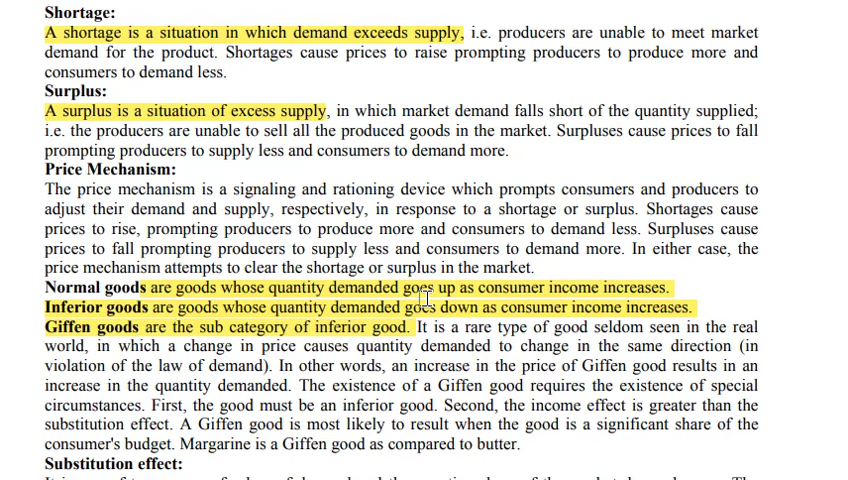 Shortage:
A shortage is a situation in which demand exceeds supply, i.e. producers are unable to meet market
demand for the product. Shortages cause prices to raise prompting producers to produce more and
consumers to demand less.
Surplus:
A surplus is a situation of excess supply, in which market demand falls short of the quantity supplied;
i.e. the producers are unable to sell all the produced goods in the market. Surpluses cause prices to fall
prompting producers to supply less and consumers to demand more.
Price Mechanism:
The price mechanism is a signaling and rationing device which prompts consumers and producers to
adjust their demand and supply, respectively, in response to a shortage or surplus. Shortages cause
prices to rise, prompting producers to produce more and consumers to demand less. Surpluses cause
prices to fall prompting producers to supply less and consumers to demand more. In either case, the
price mechanism attempts to clear the shortage or surplus in the market.
Normal goods are goods whose quantity demanded goes up as consumer income increases.
Inferior goods are goods whose quantity demanded goes down as consumer income increases.
Giffen goods are the sub category of inferior good. It is a rare type of good seldom seen in the real
world, in which a change in price causes quantity demanded to change in the same direction (in
violation of the law of demand). In other words, an increase in the price of Giffen good results in an
increase in the quantity demanded. The existence of a Giffen good requires the existence of special
circumstances. First, the good must be an inferior good. Second, the income effect is greater than the
substitution effect. A Giffen good is most likely to result when the good is a significant share of the
consumer's budget. Margarine is a Giffen good as compared to butter.
Substitution effect: